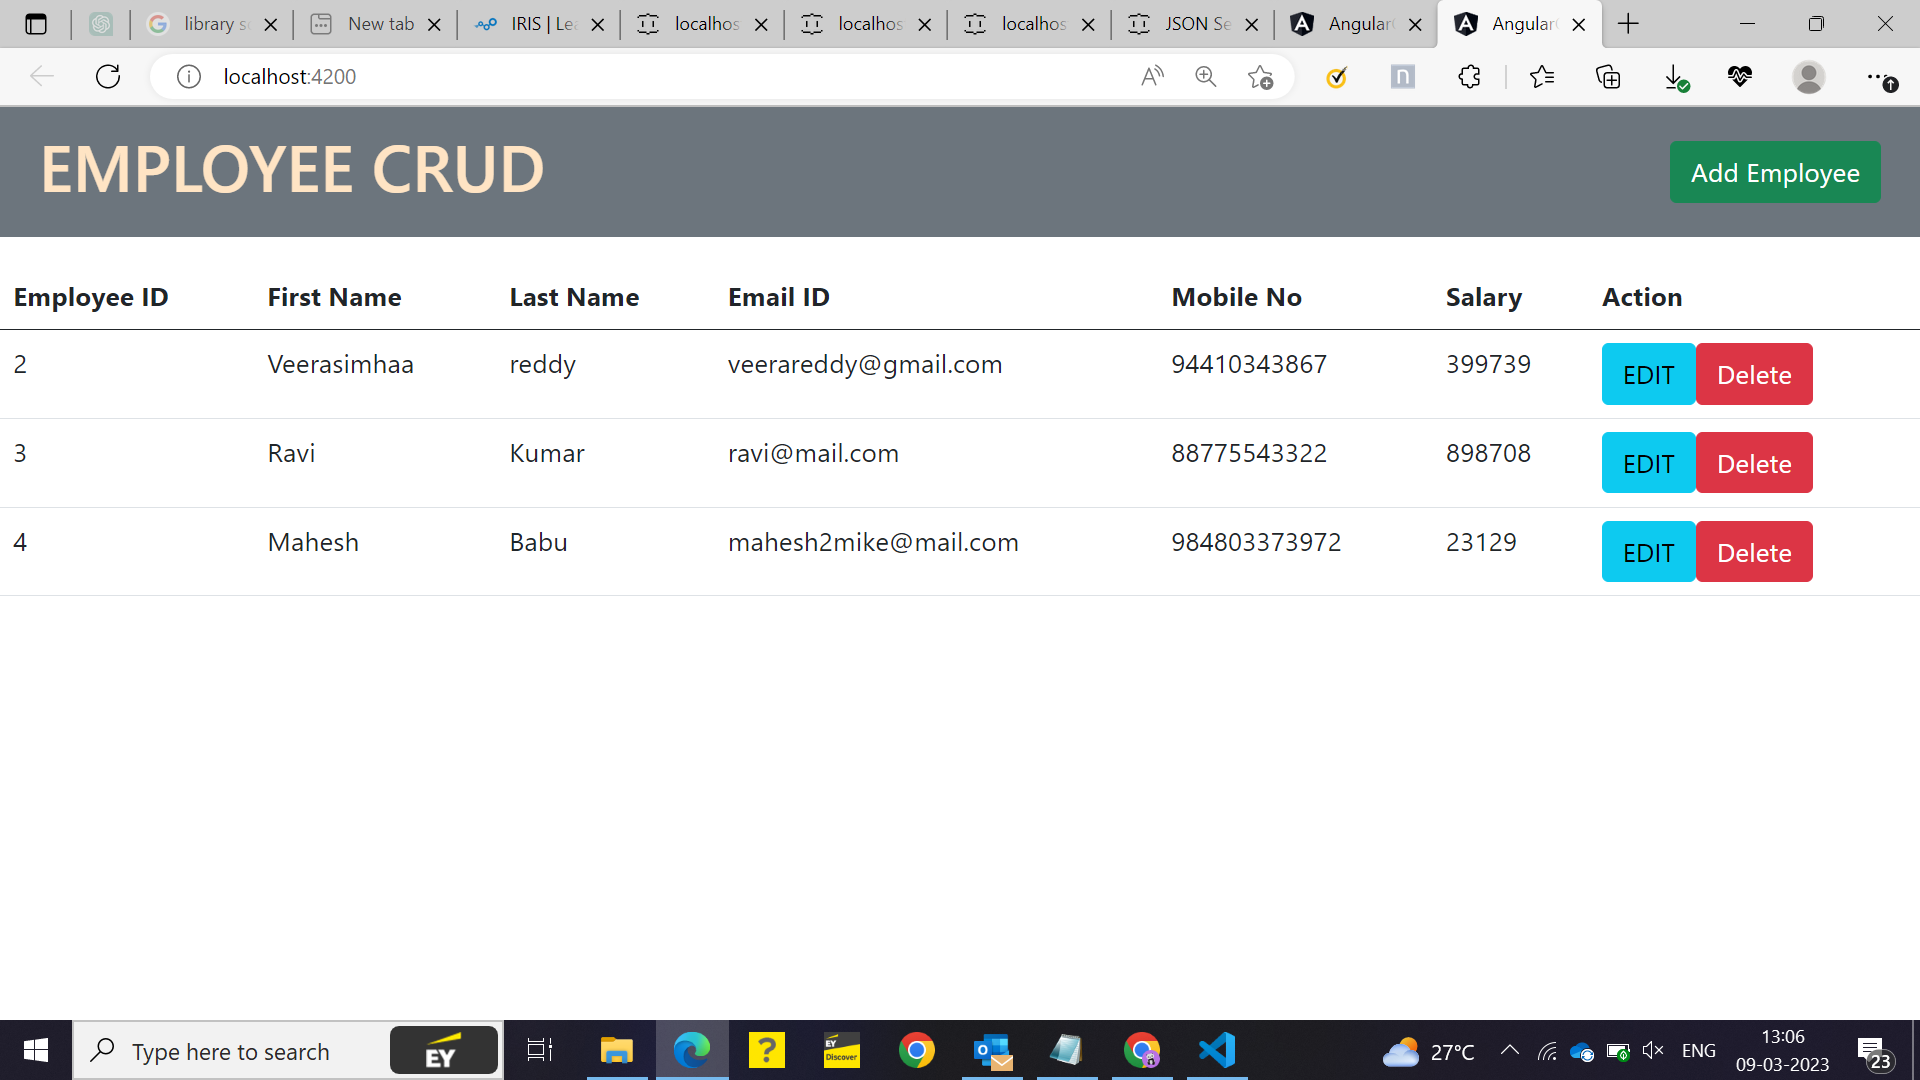 library s
New tab
IRIS | Lea
localhos
localhos
localhos
JSON Se
Angular
Angular
localhost:4200
EMPLOYEE CRUD
Add Employee
Employee ID First Name Last Name Email ID Mobile No Salary Action
2 Veerasimhaa reddy veerareddy@gmail.com 94410343867 399739 EDIT Delete
3 Ravi Kumar ravi@mail.com 88775543322 898708 EDIT Delete
4 Mahesh Babu mahesh2mike@mail.com 984803373972 23129 EDIT Delete
Type here to search
EY
EY Discover
27°C
ENG
13:06
09-03-2023
23